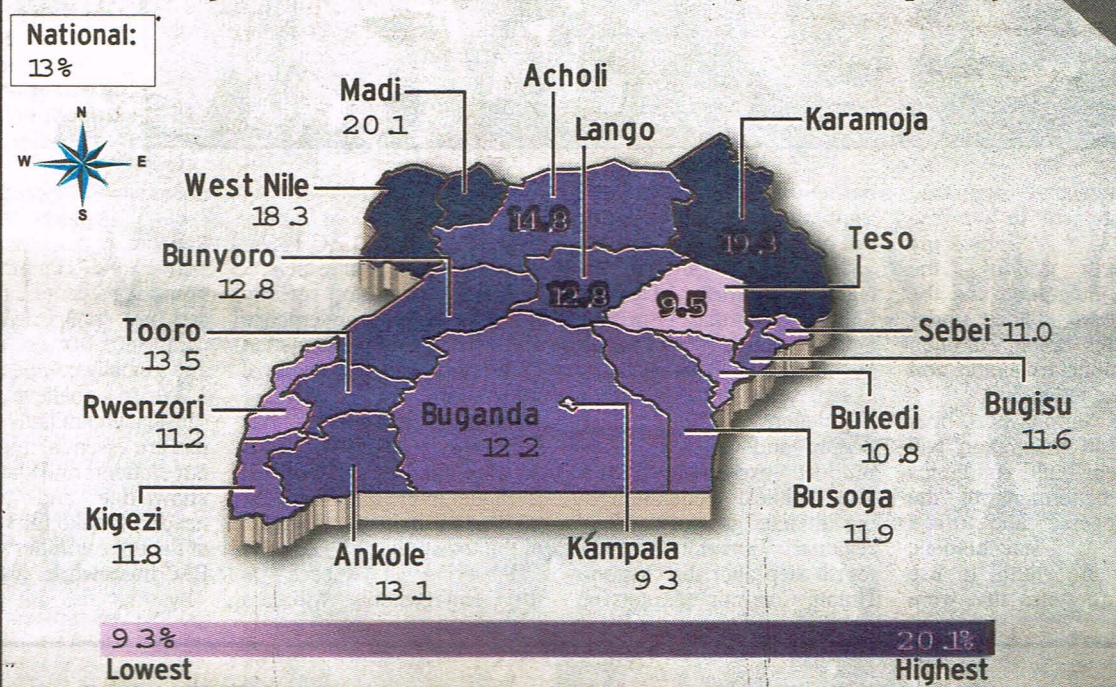 National:
13%
N
W E
S
Acholi
14.8
Madi
20.1
Lango
12.8
Karamoja
19.3
West Nile
18.3
Bunyoro
12.8
Teso
9.5
Tooro
13.5
Sebei 11.0
Rwenzori
11.2
Buganda
12.2
Bukedi
10.8
Bugisu
11.6
Kigezi
11.8
Ankole
13.1
Kámpala
9.3
Busoga
11.9
9.3% 20.1%
Lowest Highest